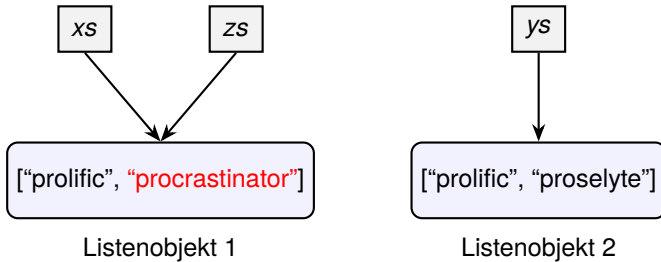 xs zs ys
[“prolific”, “procrastinator”] [“prolific”, “proselyte”]
Listenobjekt 1 Listenobjekt 2